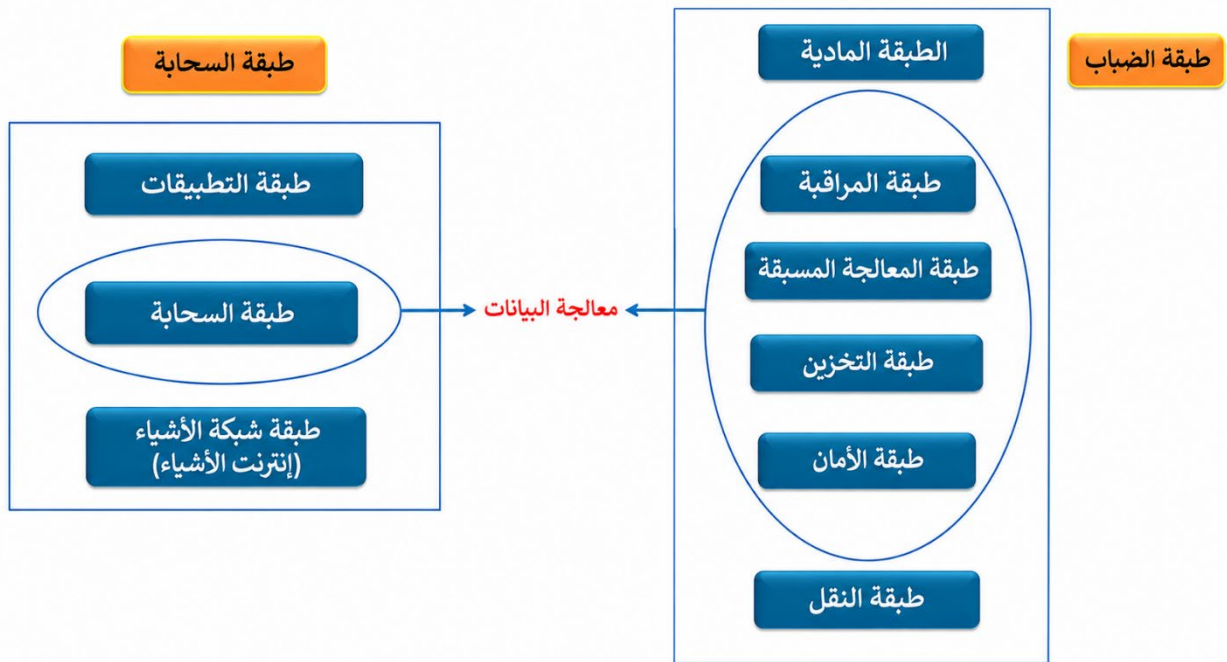 طبقة الضباب
الطبقة المادية
طبقة المراقبة
طبقة المعالجة المسبقة
طبقة التخزين
طبقة الأمان
طبقة النقل
معالجة البيانات
طبقة السحابة
طبقة التطبيقات
طبقة السحابة
طبقة شبكة الأشياء
(إنترنت الأشياء)